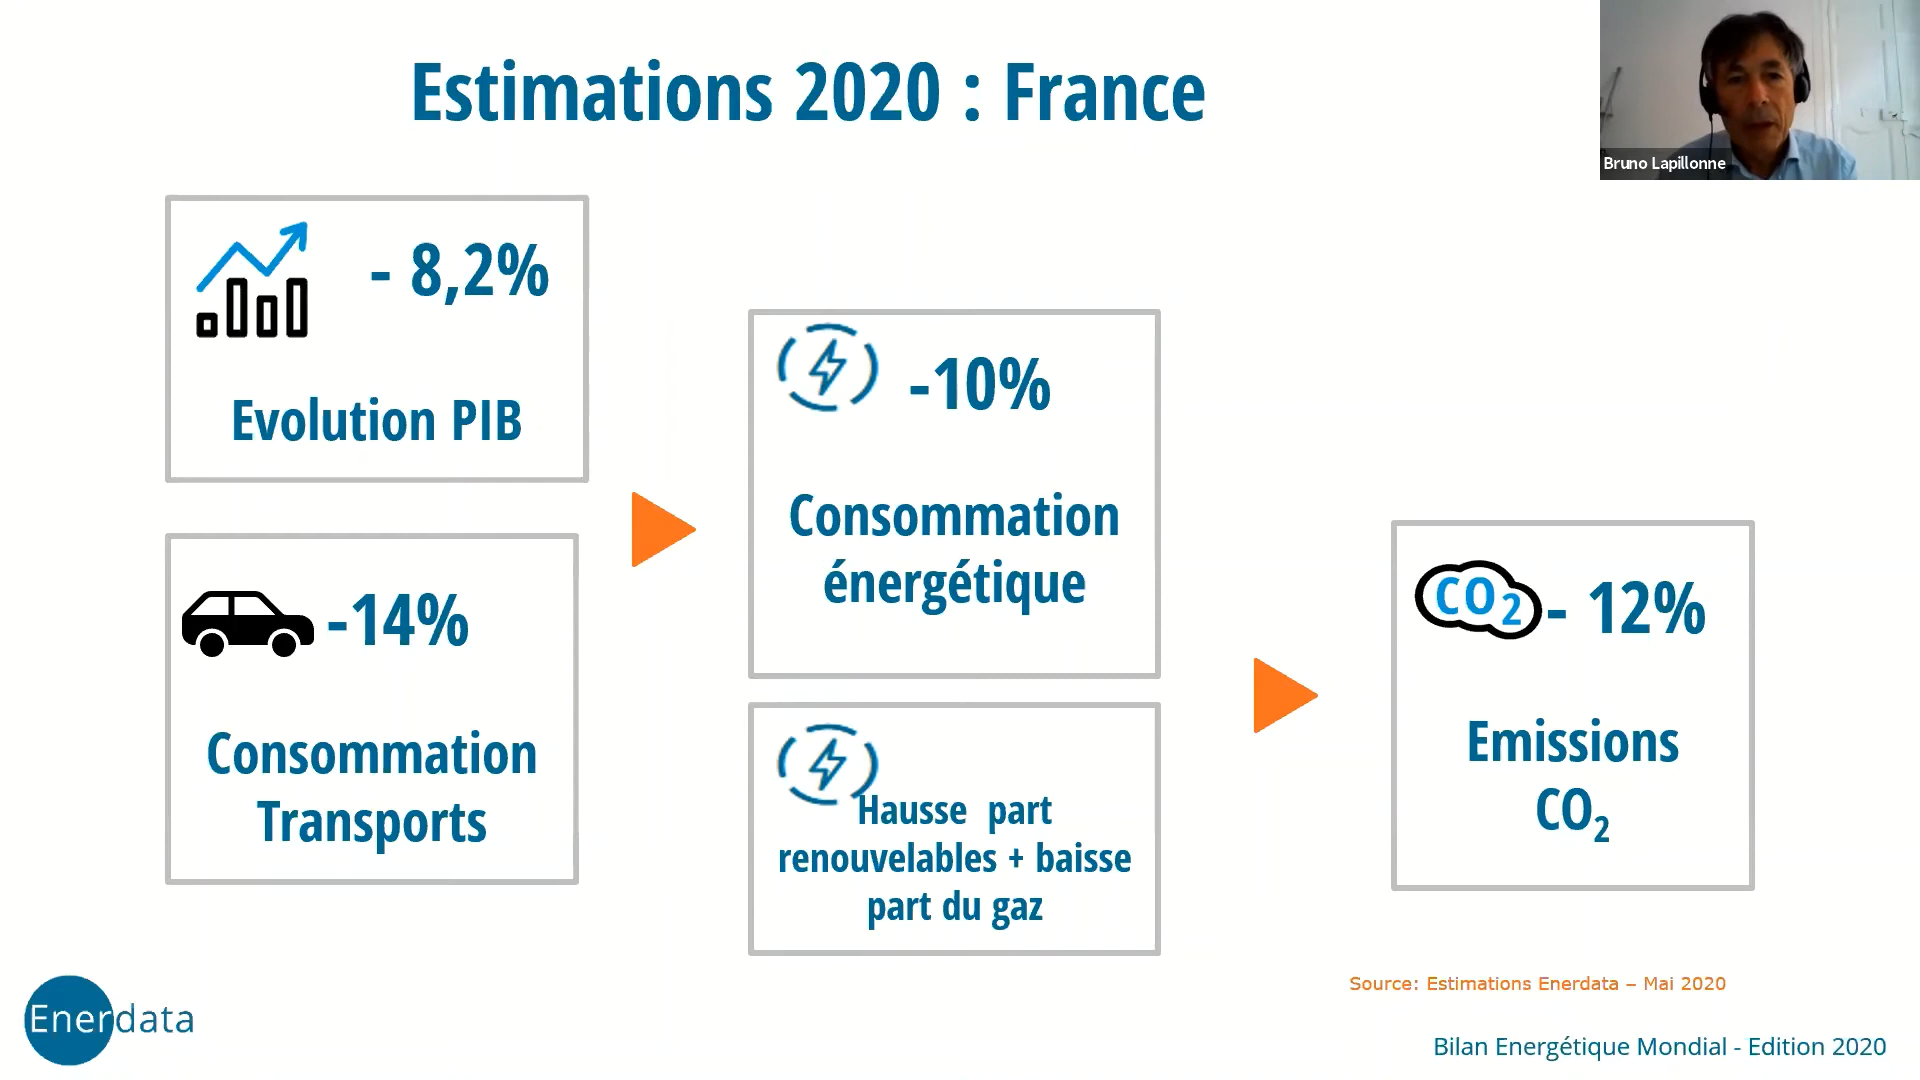 Estimations 2020 : France
Bruno Lapillonne
- 8,2%
Evolution PIB
-14%
Consommation
Transports
-10%
Consommation
énergétique
Hausse part
renouvelables + baisse
part du gaz
CO2
- 12%
Emissions
CO2
Source: Estimations Enerdata – Mai 2020
Enerdata
Bilan Energétique Mondial - Edition 2020